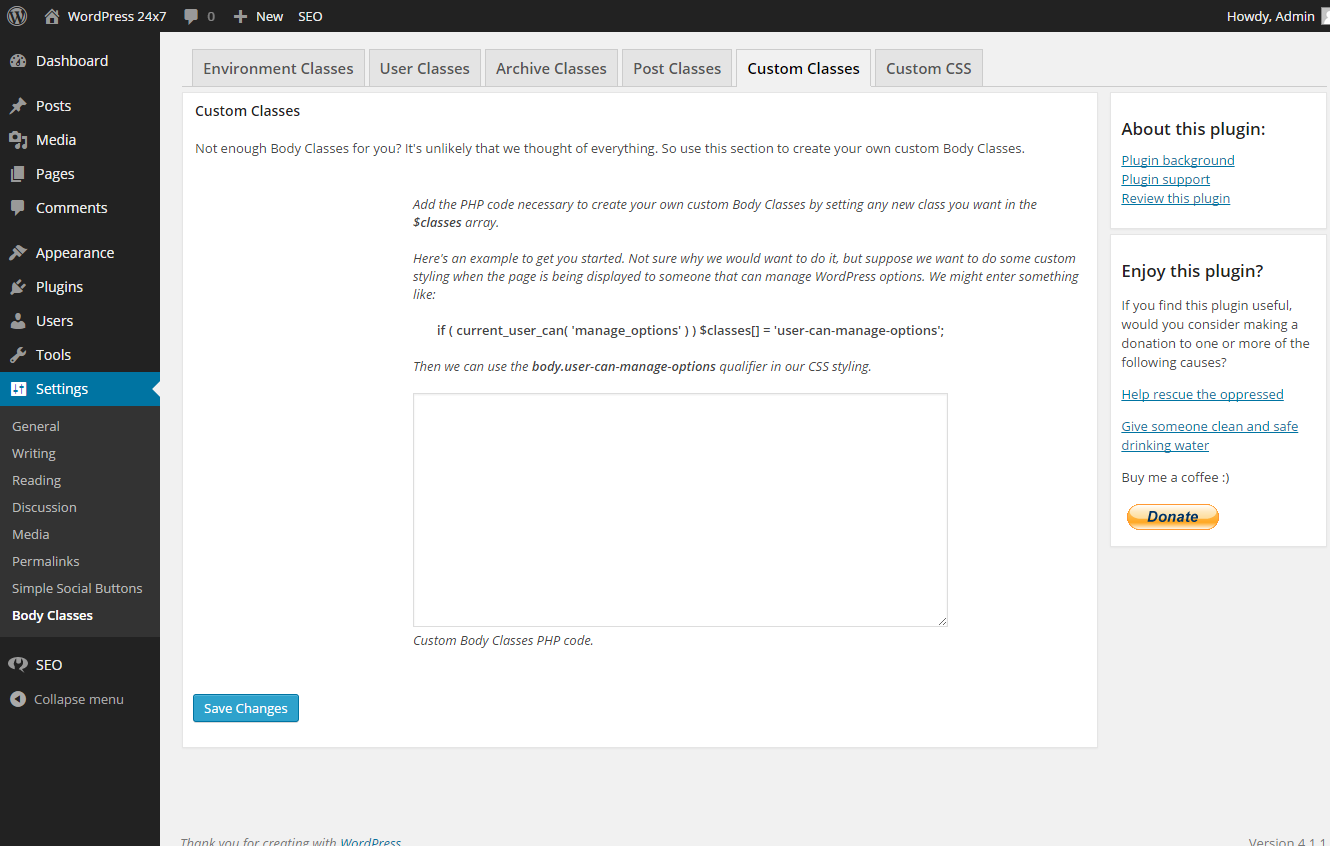 WordPress 24x7 0 New SEO Howdy, Admin
Dashboard
Posts
Media
Pages
Comments
Appearance
Plugins
Users
Tools
Settings
General
Writing
Reading
Discussion
Media
Permalinks
Simple Social Buttons
Body Classes
SEO
Collapse menu
Environment Classes User Classes Archive Classes Post Classes Custom Classes Custom CSS
Custom Classes
Not enough Body Classes for you? It's unlikely that we thought of everything. So use this section to create your own custom Body Classes.
Add the PHP code necessary to create your own custom Body Classes by setting any new class you want in the
$classes array.
Here's an example to get you started. Not sure why we would want to do it, but suppose we want to do some custom
styling when the page is being displayed to someone that can manage WordPress options. We might enter something
like:
if ( current_user_can( 'manage_options' ) ) $classes[] = 'user-can-manage-options';
Then we can use the body.user-can-manage-options qualifier in our CSS styling.
Custom Body Classes PHP code.
Save Changes
About this plugin:
Plugin background
Plugin support
Review this plugin
Enjoy this plugin?
If you find this plugin useful,
would you consider making a
donation to one or more of the
following causes?
Help rescue the oppressed
Give someone clean and safe
drinking water
Buy me a coffee :)
Donate
Thank you for creating with WordPress
Version 4.1.1